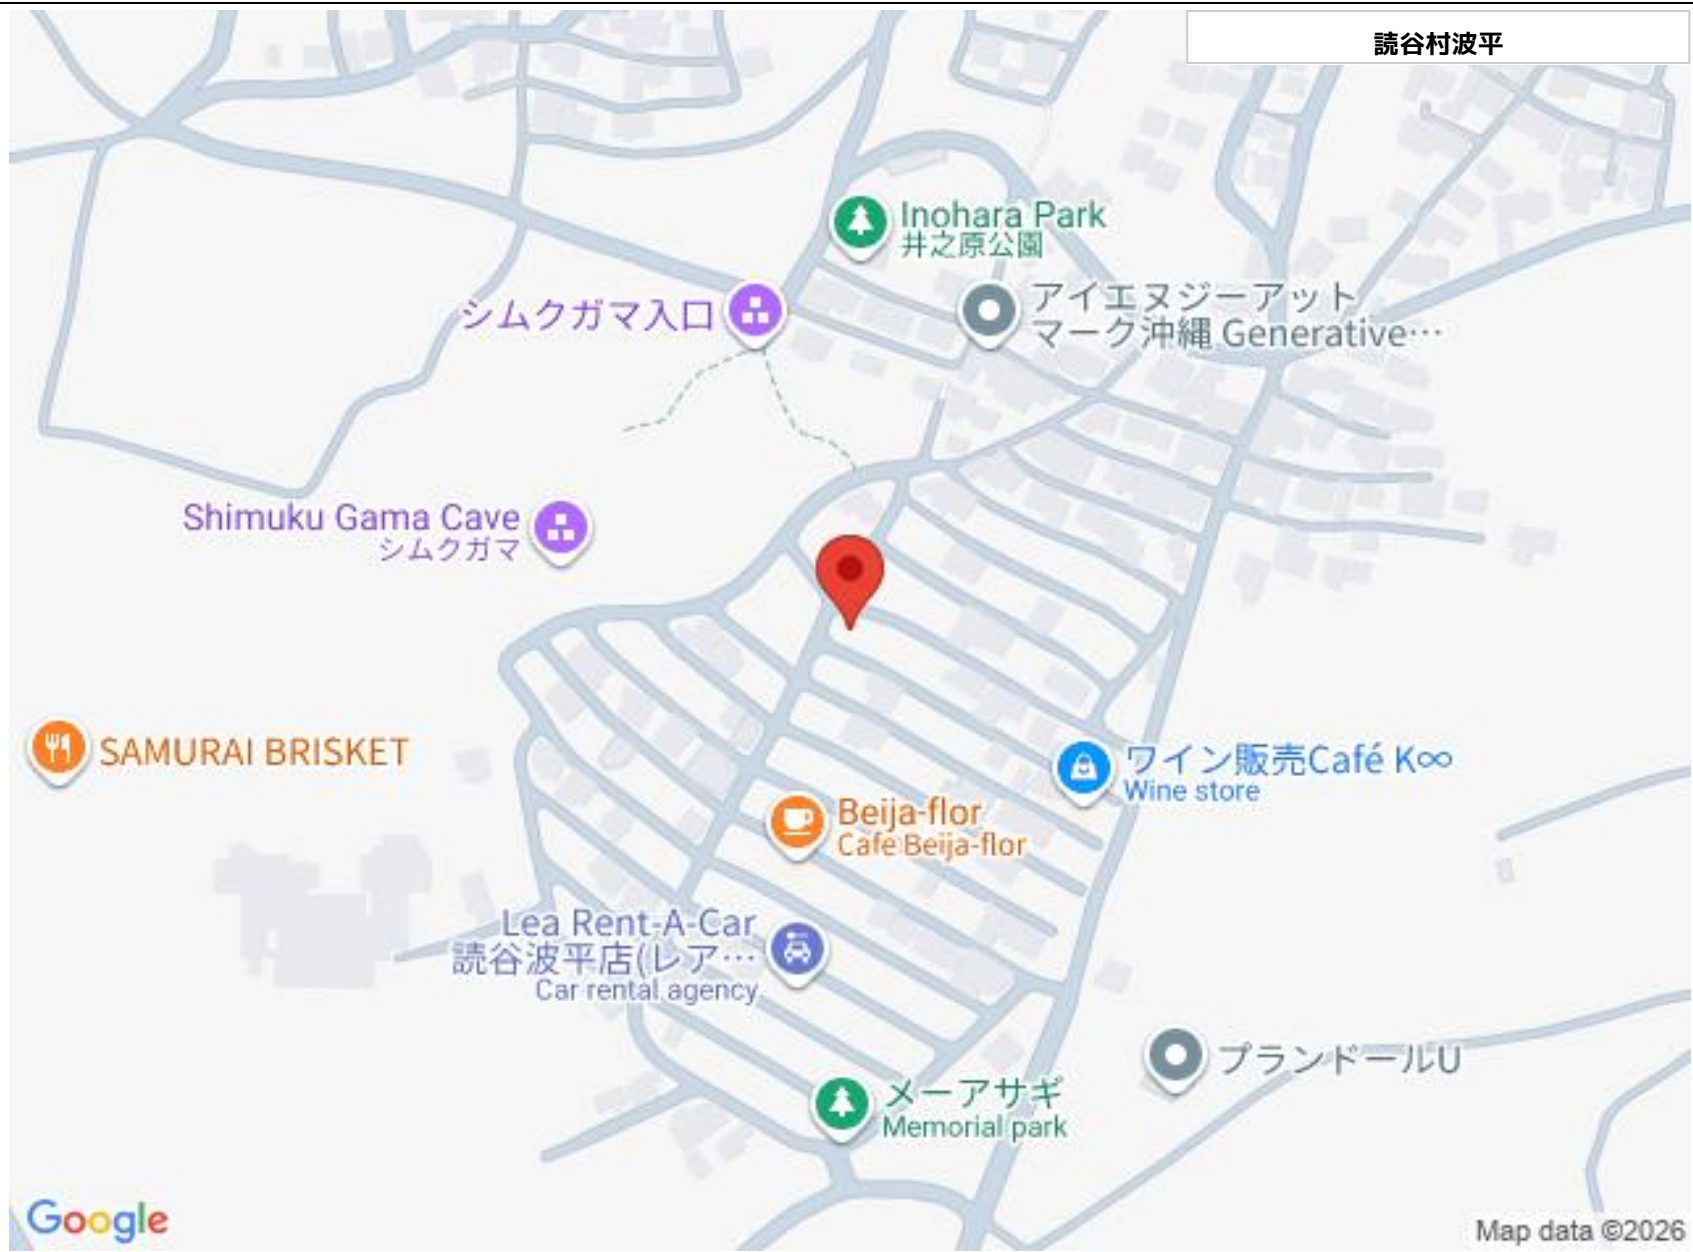 読谷村波平
Inohara Park
井之原公園
シムクガマ入口
アイエヌジーアット
マーク沖縄 Generative…
Shimuku Gama Cave
シムクガマ
SAMURAI BRISKET
ワイン販売Café K∞
Wine store
Beija-flor
Cafe Beija-flor
Lea Rent-A-Car
読谷波平店(レア…
Car rental agency
プランドールU
メーアサギ
Memorial park
Google
Map data ©2026